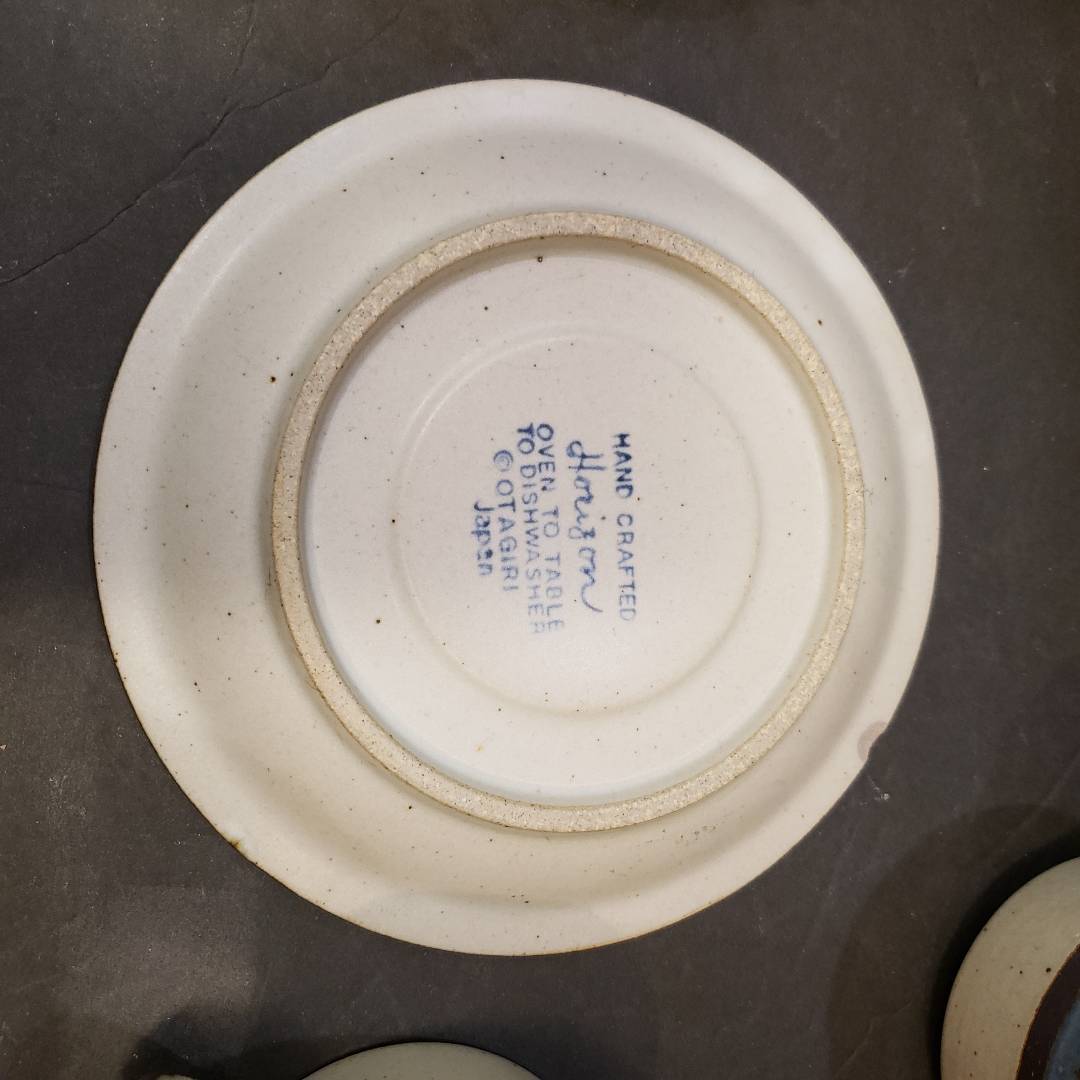 HAND CRAFTED
Horizon
OVEN TO TABLE
TO DISHWASHER
©OTAGIRI
Japan